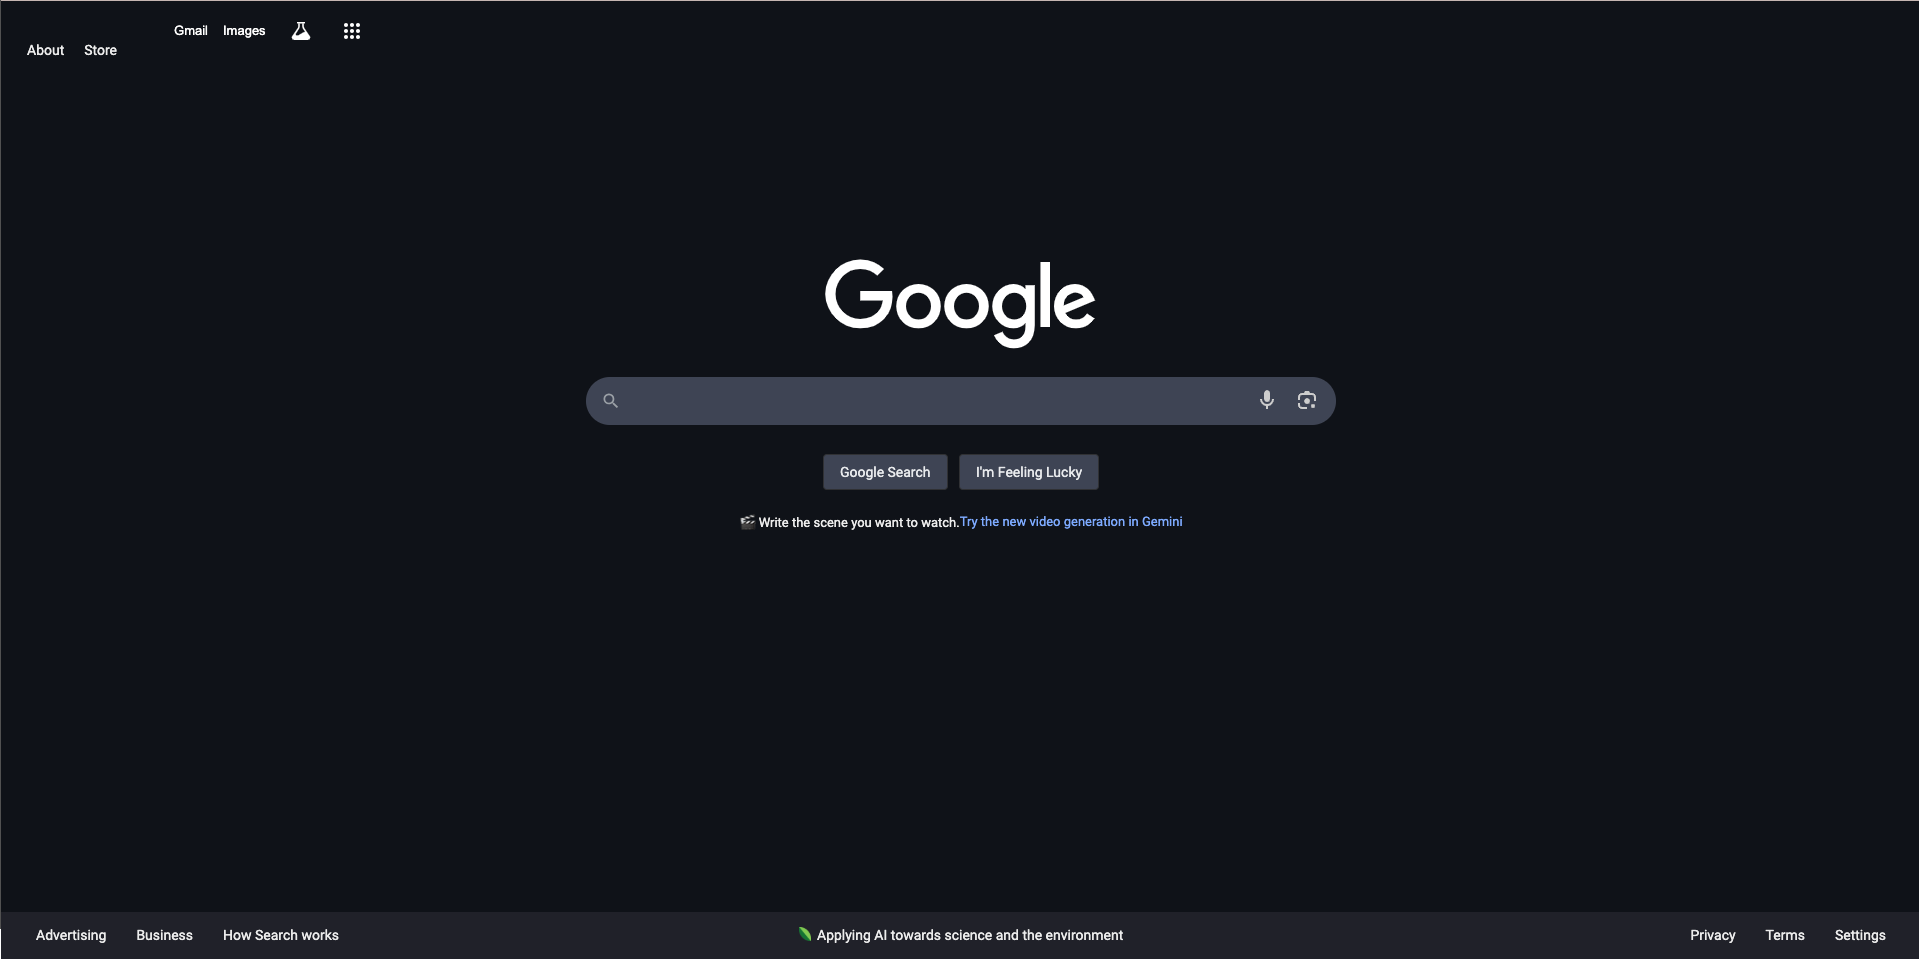 About Store Gmail Images
Google
Google Search I'm Feeling Lucky
Write the scene you want to watch. Try the new video generation in Gemini
Advertising Business How Search works Applying AI towards science and the environment Privacy Terms Settings